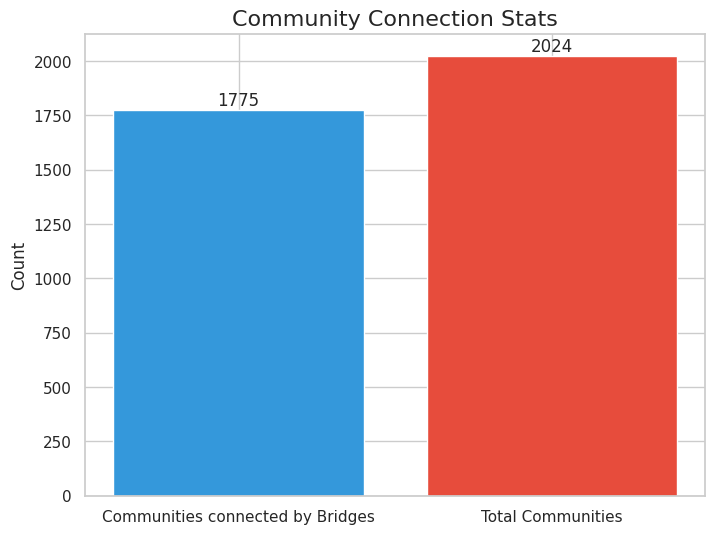 Community Connection Stats
2024
1775
2000
1750
1500
1250
1000
750
500
250
0
Count
Communities connected by Bridges
Total Communities